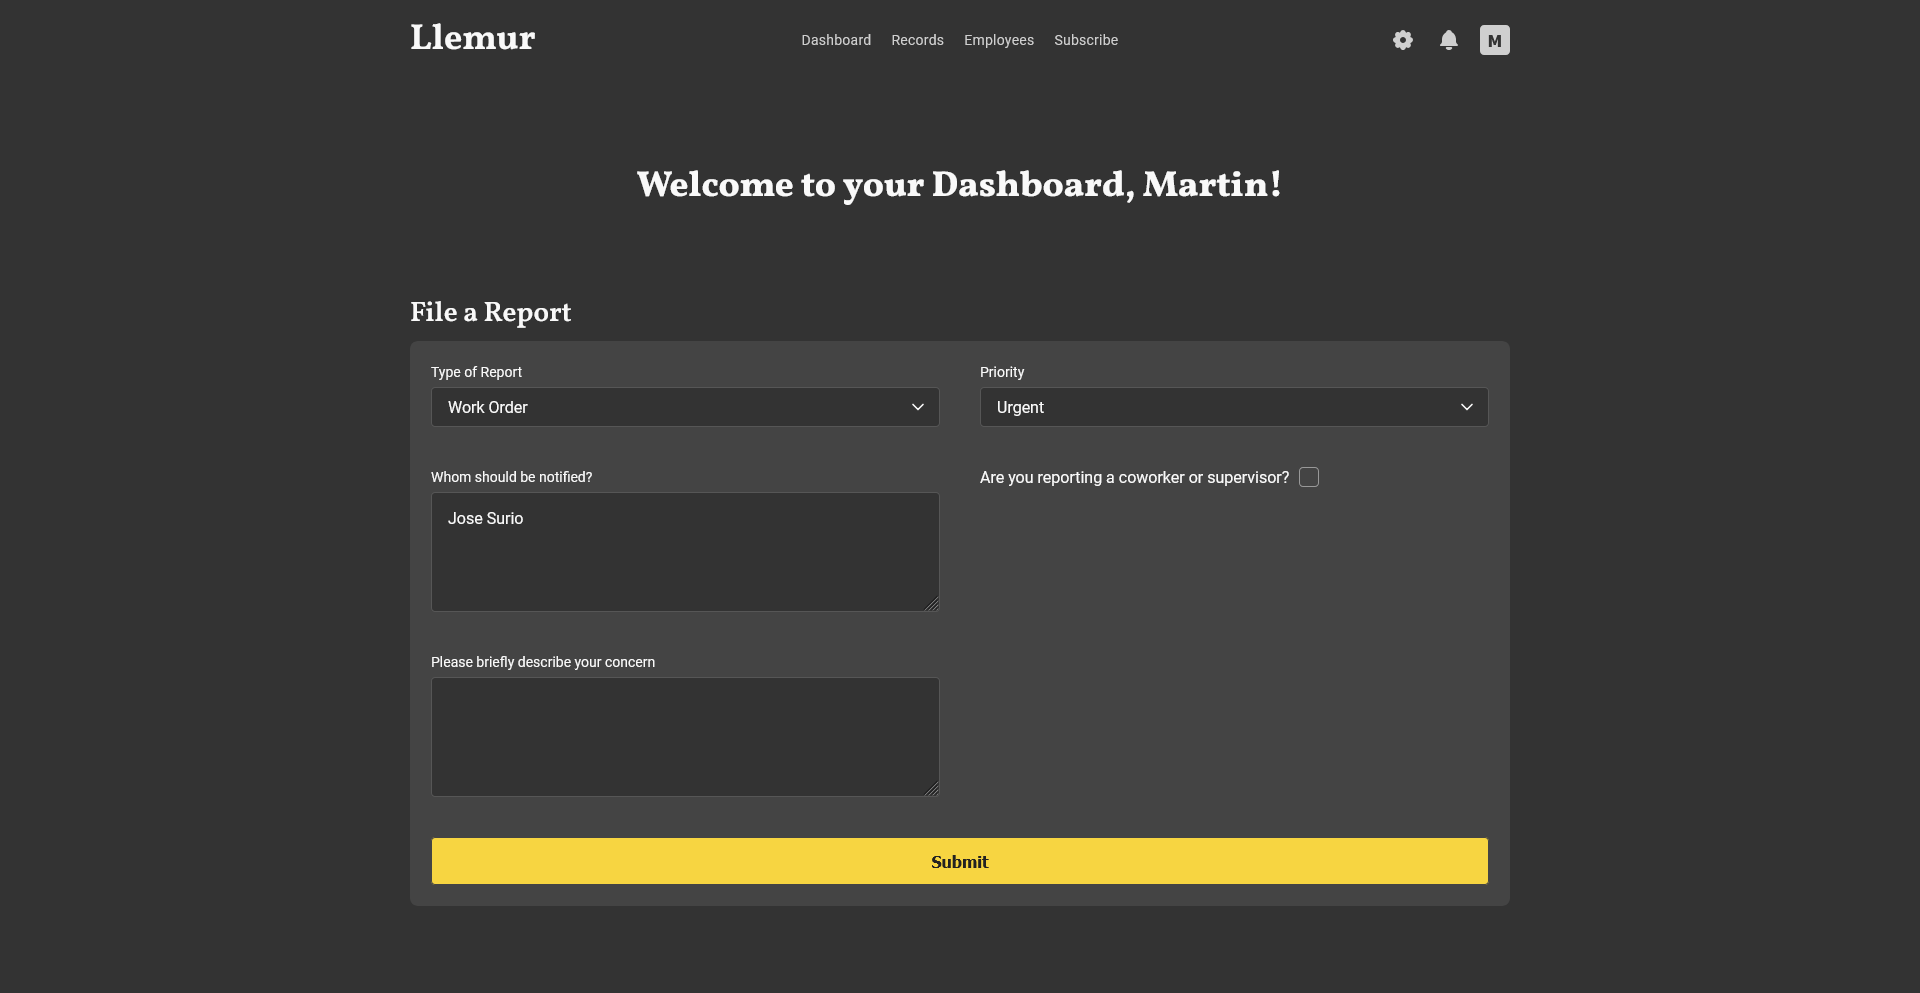 Llemur
Dashboard Records Employees Subscribe
M
Welcome to your Dashboard, Martin!
File a Report
Type of Report
Work Order
Priority
Urgent
Whom should be notified?
Jose Surio
Are you reporting a coworker or supervisor?
Please briefly describe your concern
Submit